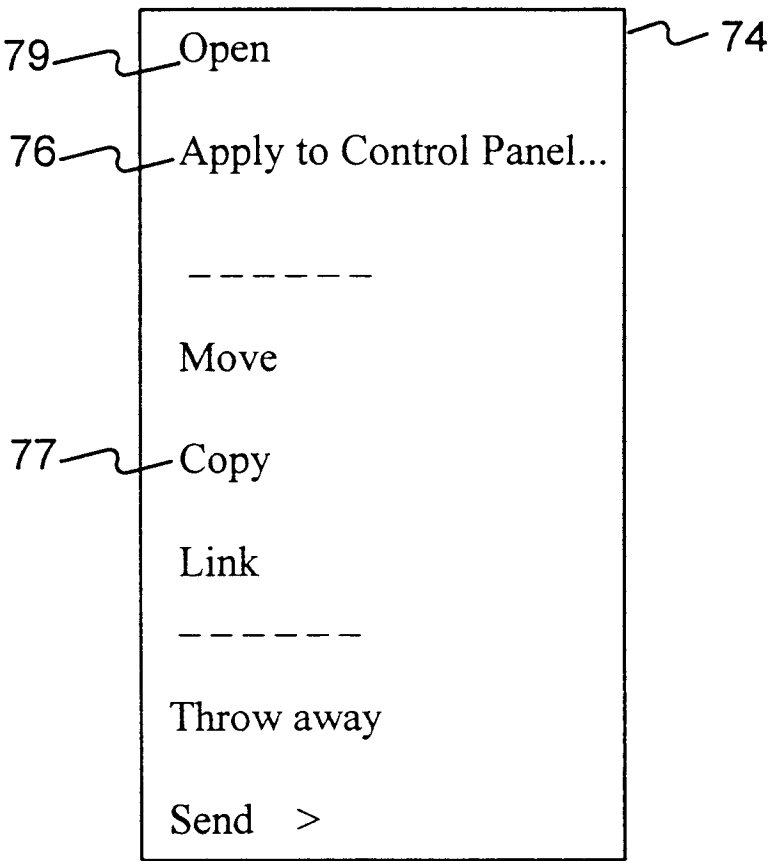 79 Open 74
76 Apply to Control Panel...
------
Move
77 Copy
Link
------
Throw away
Send >